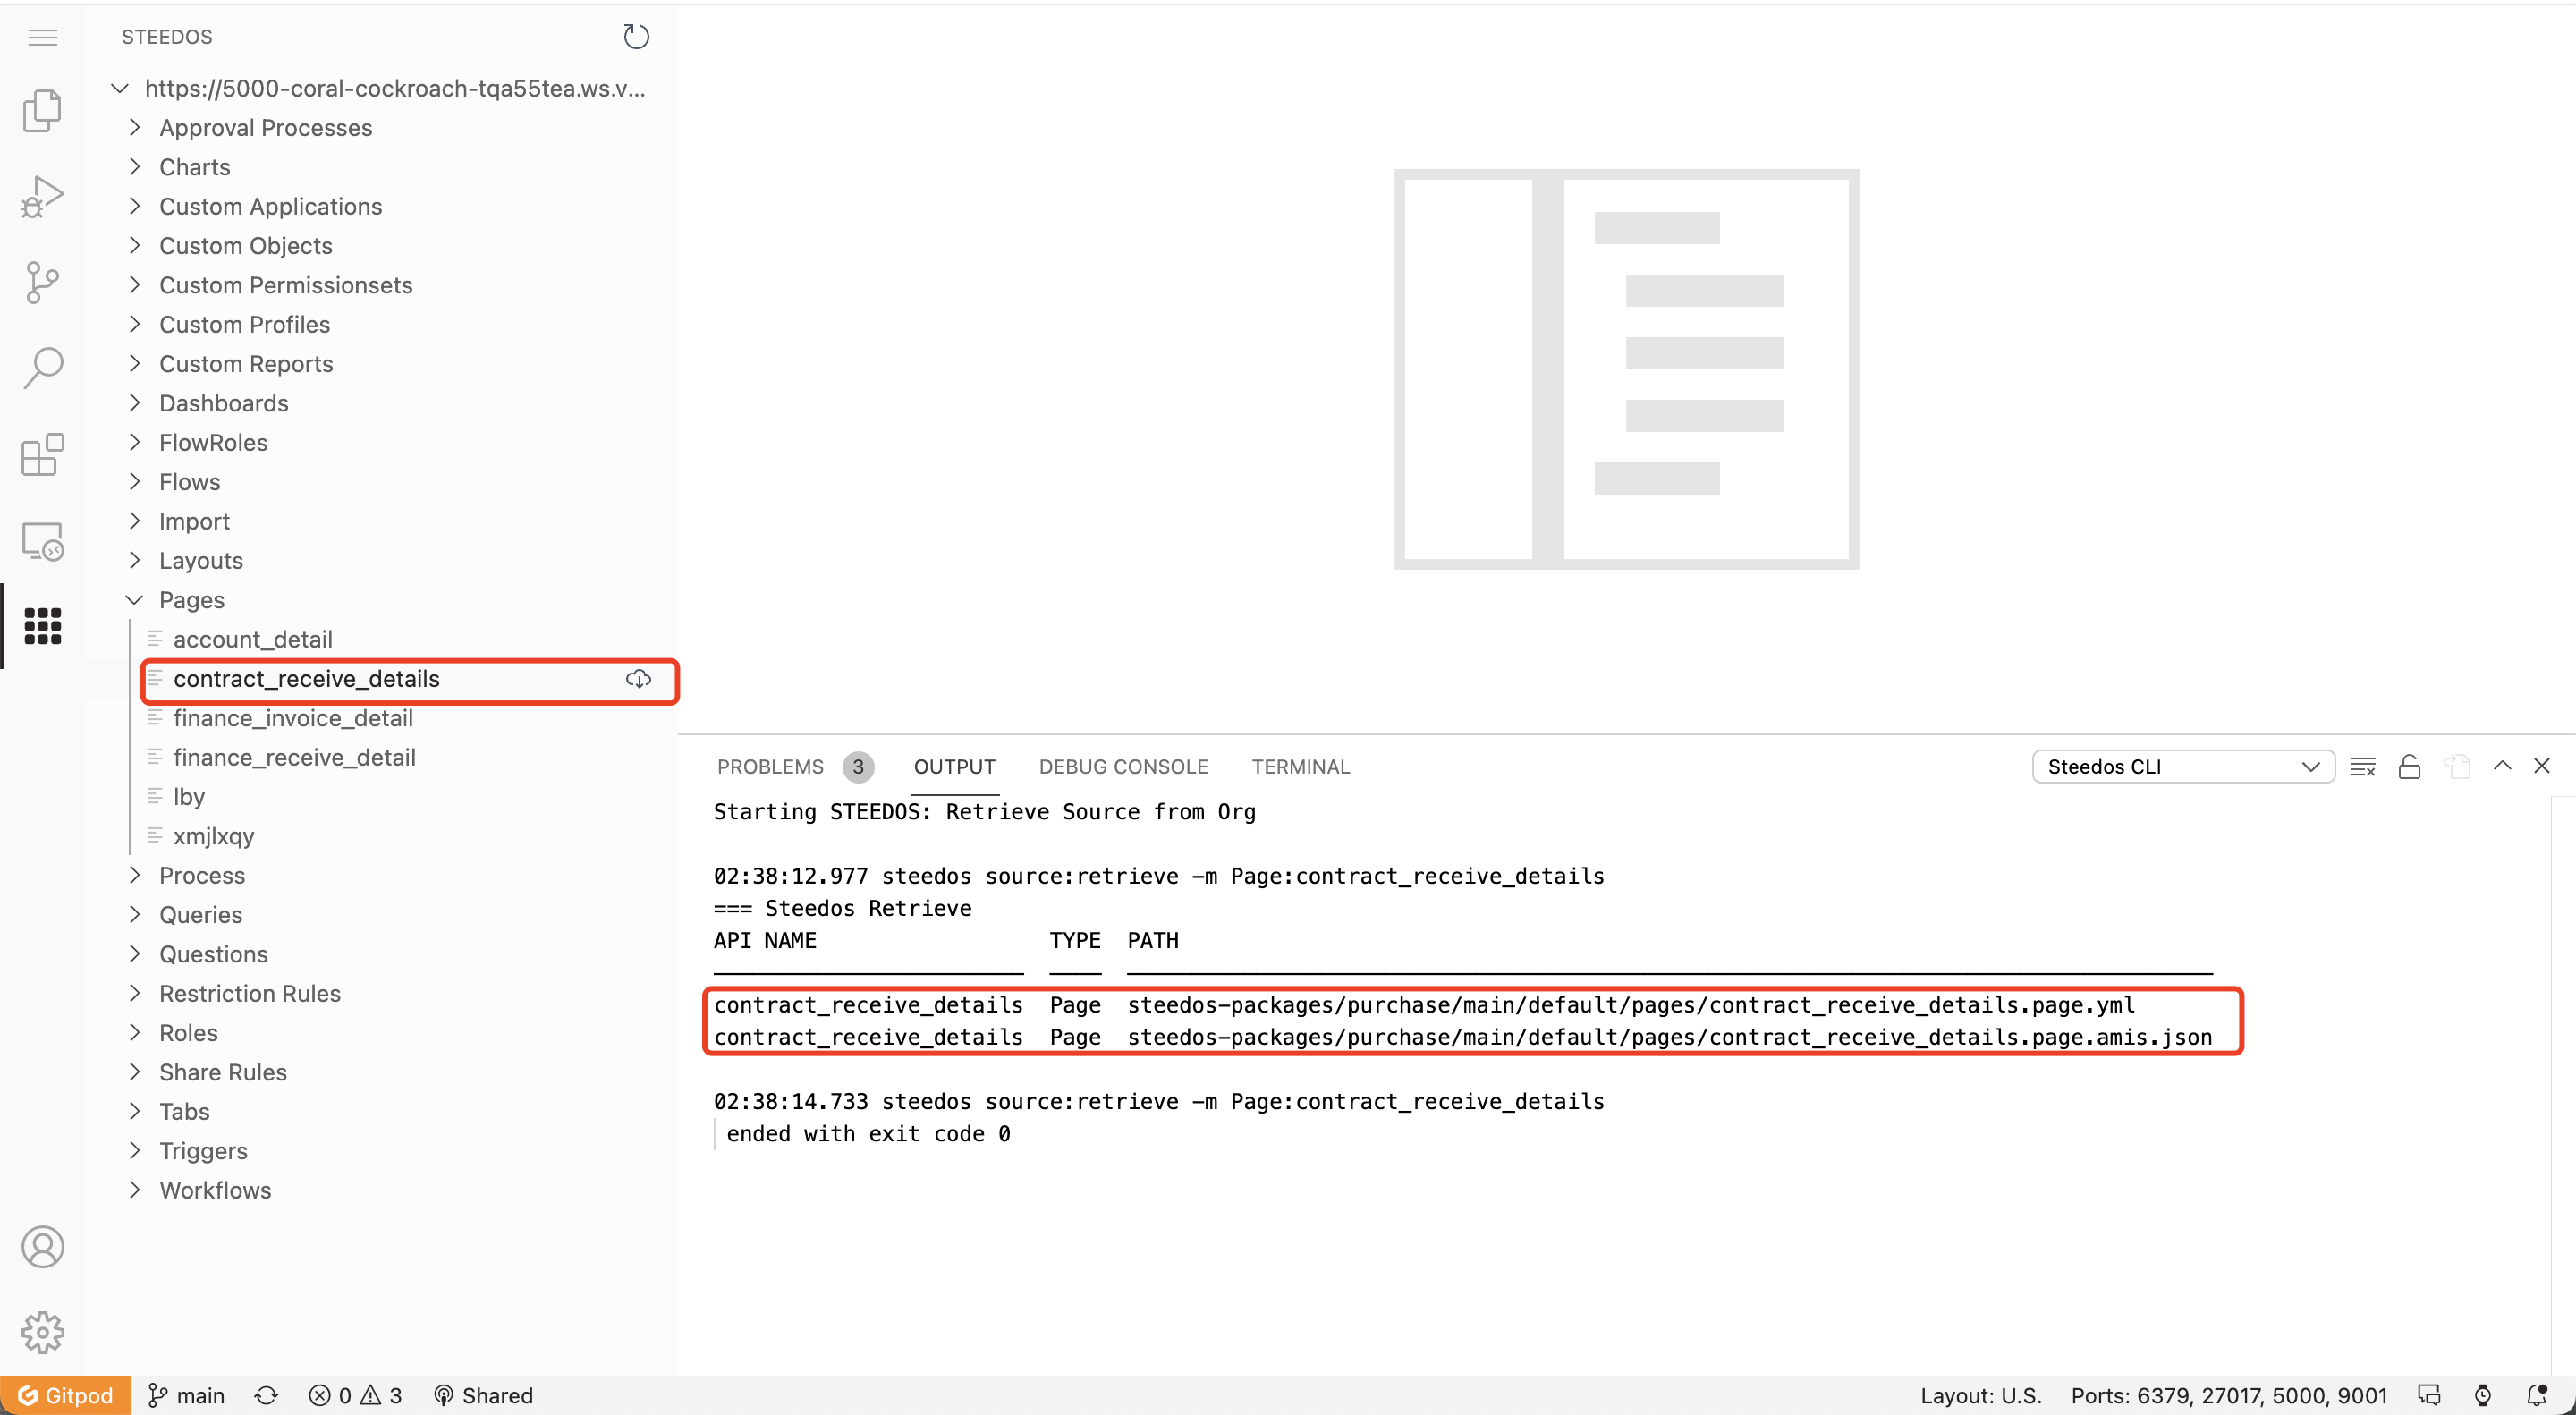 STEEDOS
https://5000-coral-cockroach-tqa55tea.ws.v...
Approval Processes
Charts
Custom Applications
Custom Objects
Custom Permissionsets
Custom Profiles
Custom Reports
Dashboards
FlowRoles
Flows
Import
Layouts
Pages
account_detail
contract_receive_details
finance_invoice_detail
finance_receive_detail
lby
xmjlxqy
Process
Queries
Questions
Restriction Rules
Roles
Share Rules
Tabs
Triggers
Workflows
PROBLEMS 3 OUTPUT DEBUG CONSOLE TERMINAL Steedos CLI
Starting STEEDOS: Retrieve Source from Org
02:38:12.977 steedos source:retrieve -m Page:contract_receive_details
=== Steedos Retrieve
API NAME TYPE PATH
contract_receive_details Page steedos-packages/purchase/main/default/pages/contract_receive_details.page.yml
contract_receive_details Page steedos-packages/purchase/main/default/pages/contract_receive_details.page.amis.json
02:38:14.733 steedos source:retrieve -m Page:contract_receive_details
ended with exit code 0
Gitpod main 0 3 Shared Layout: U.S. Ports: 6379, 27017, 5000, 9001